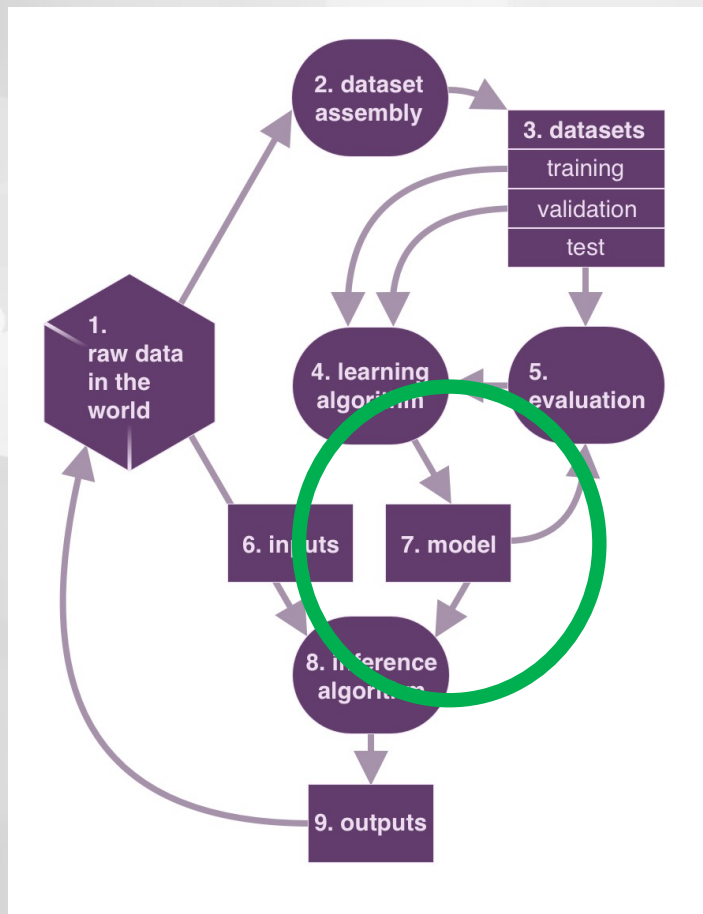 2. dataset
assembly
3. datasets
training
validation
test
1.
raw data
in the
world
4. learning
algorithm
5.
evaluation
6. inputs
7. model
8. inference
algorithm
9. outputs